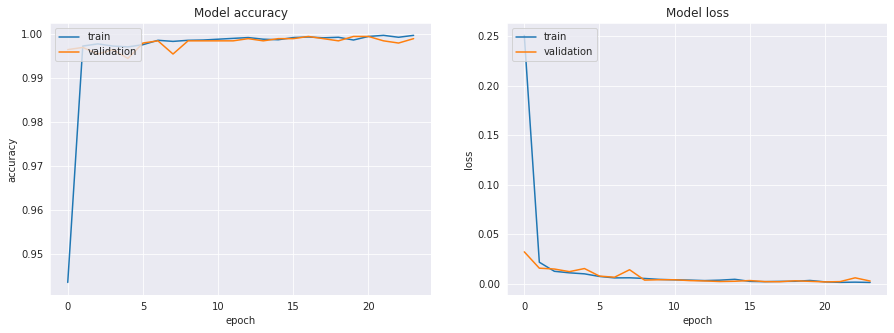 Model accuracy
train
validation
1.00
0.99
0.98
0.97
0.96
0.95
accuracy
0 5 10 15 20
epoch
Model loss
train
validation
0.25
0.20
0.15
0.10
0.05
0.00
loss
0 5 10 15 20
epoch